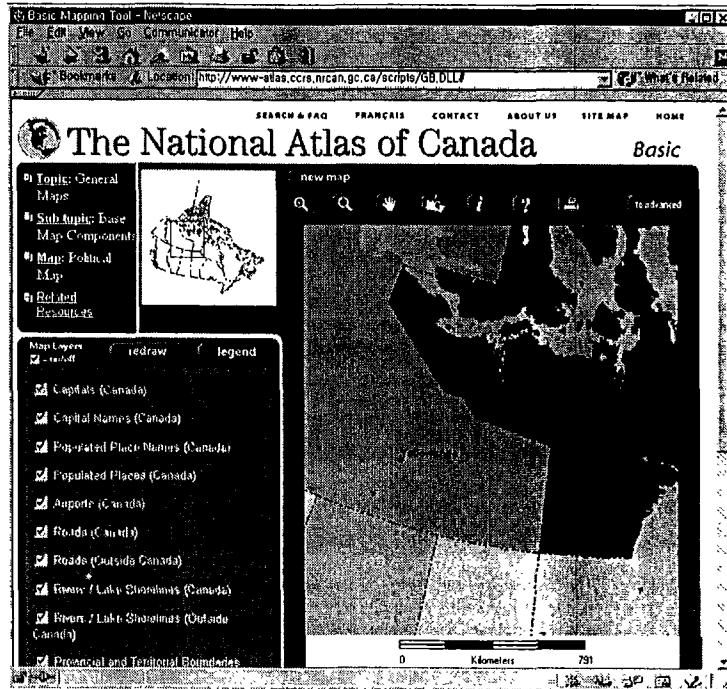 Basic Mapping Tool - Netscape
File Edit View Go Communicator Help
Bookmarks Location: http://www-atlas.ccrs.nrcan.gc.ca/scripts/GB.DLL# What's Related
SEARCH & FAQ FRANÇAIS CONTACT ABOUT US SITE MAP HOME
The National Atlas of Canada Basic
Topic: General
Maps
Sub topic: Base
Map Components
Map: Political
Map
Related
Resources
new map
to advanced
Map Layers
= on/off
redraw legend
Capitals (Canada)
Capital Names (Canada)
Populated Place Names (Canada)
Populated Places (Canada)
Airports (Canada)
Roads (Canada)
Roads (Outside Canada)
Rivers / Lake Shorelines (Canada)
Rivers / Lake Shorelines (Outside
Canada)
Provincial and Territorial Boundaries
0 Kilometers 791